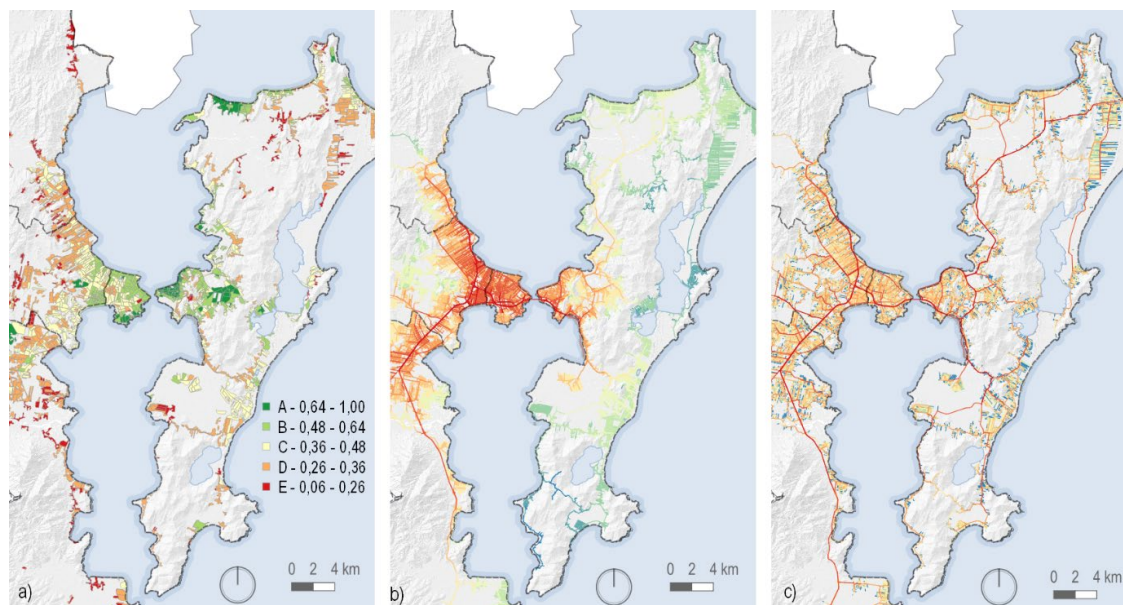 A - 0,64 - 1,00
B - 0,48 - 0,64
C - 0,36 - 0,48
D - 0,26 - 0,36
E - 0,06 - 0,26
a)
0 2 4 km
b)
0 2 4 km
c)
0 2 4 km